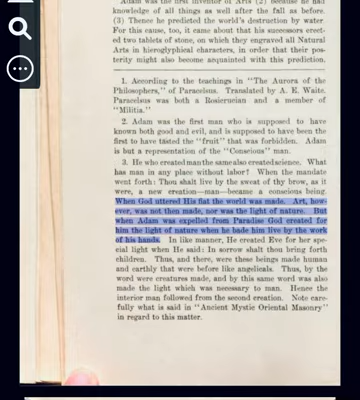 Adam was the first inventor of Arts (2) because he had
knowledge of all things as well after the fall as before.
(3) Thence he predicted the world's destruction by water.
For this cause, too, it came about that his successors erect-
ed two tables of stone, on which they engraved all Natural
Arts in hieroglyphical characters, in order that their pos-
terity might also become acquainted with this prediction.
1. According to the teachings in "The Aurora of the
Philosophers," of Paracelsus. Translated by A. E. Waite.
Paracelsus was both a Rosicrucian and a member of
"Militia."
2. Adam was the first man who is supposed to have
known both good and evil, and is supposed to have been the
first to have tasted the "fruit" that was forbidden. Adam
is but a representation of the "Conscious" man.
3. He who created man the same also created science. What
has man in any place without labor? When the mandate
went forth: Thou shalt live by the sweat of thy brow, as it
were, a new creation—man—became a conscious being.
When God uttered His fiat the world was made. Art, how-
ever, was not then made, nor was the light of nature. But
when Adam was expelled from Paradise God created for
him the light of nature when he bade him live by the work
of his hands. In like manner, He created Eve for her spe-
cial light when He said: In sorrow shalt thou bring forth
children. Thus, and there, were these beings made human
and earthy that were before like angelicals. Thus, by the
word were creatures made, and by this same word was also
made the light which was necessary to man. Hence the
interior man followed from the second creation. Note care-
fully what is said in "Ancient Mystic Oriental Masonry"
in regard to this matter.